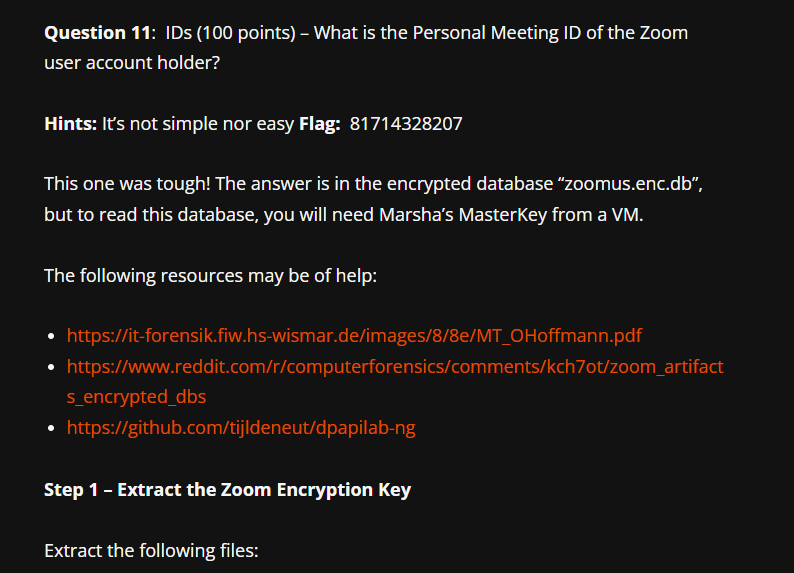 Question 11:  IDs (100 points) – What is the Personal Meeting ID of the Zoom
user account holder?
Hints: It’s not simple nor easy Flag:  81714328207
This one was tough! The answer is in the encrypted database “zoomus.enc.db”,
but to read this database, you will need Marsha’s MasterKey from a VM.
The following resources may be of help:
• https://it-forensik.fiw.hs-wismar.de/images/8/8e/MT_OHoffmann.pdf
• https://www.reddit.com/r/computerforensics/comments/kch7ot/zoom_artifact
s_encrypted_dbs
• https://github.com/tijldeneut/dpapilab-ng
Step 1 – Extract the Zoom Encryption Key
Extract the following files: